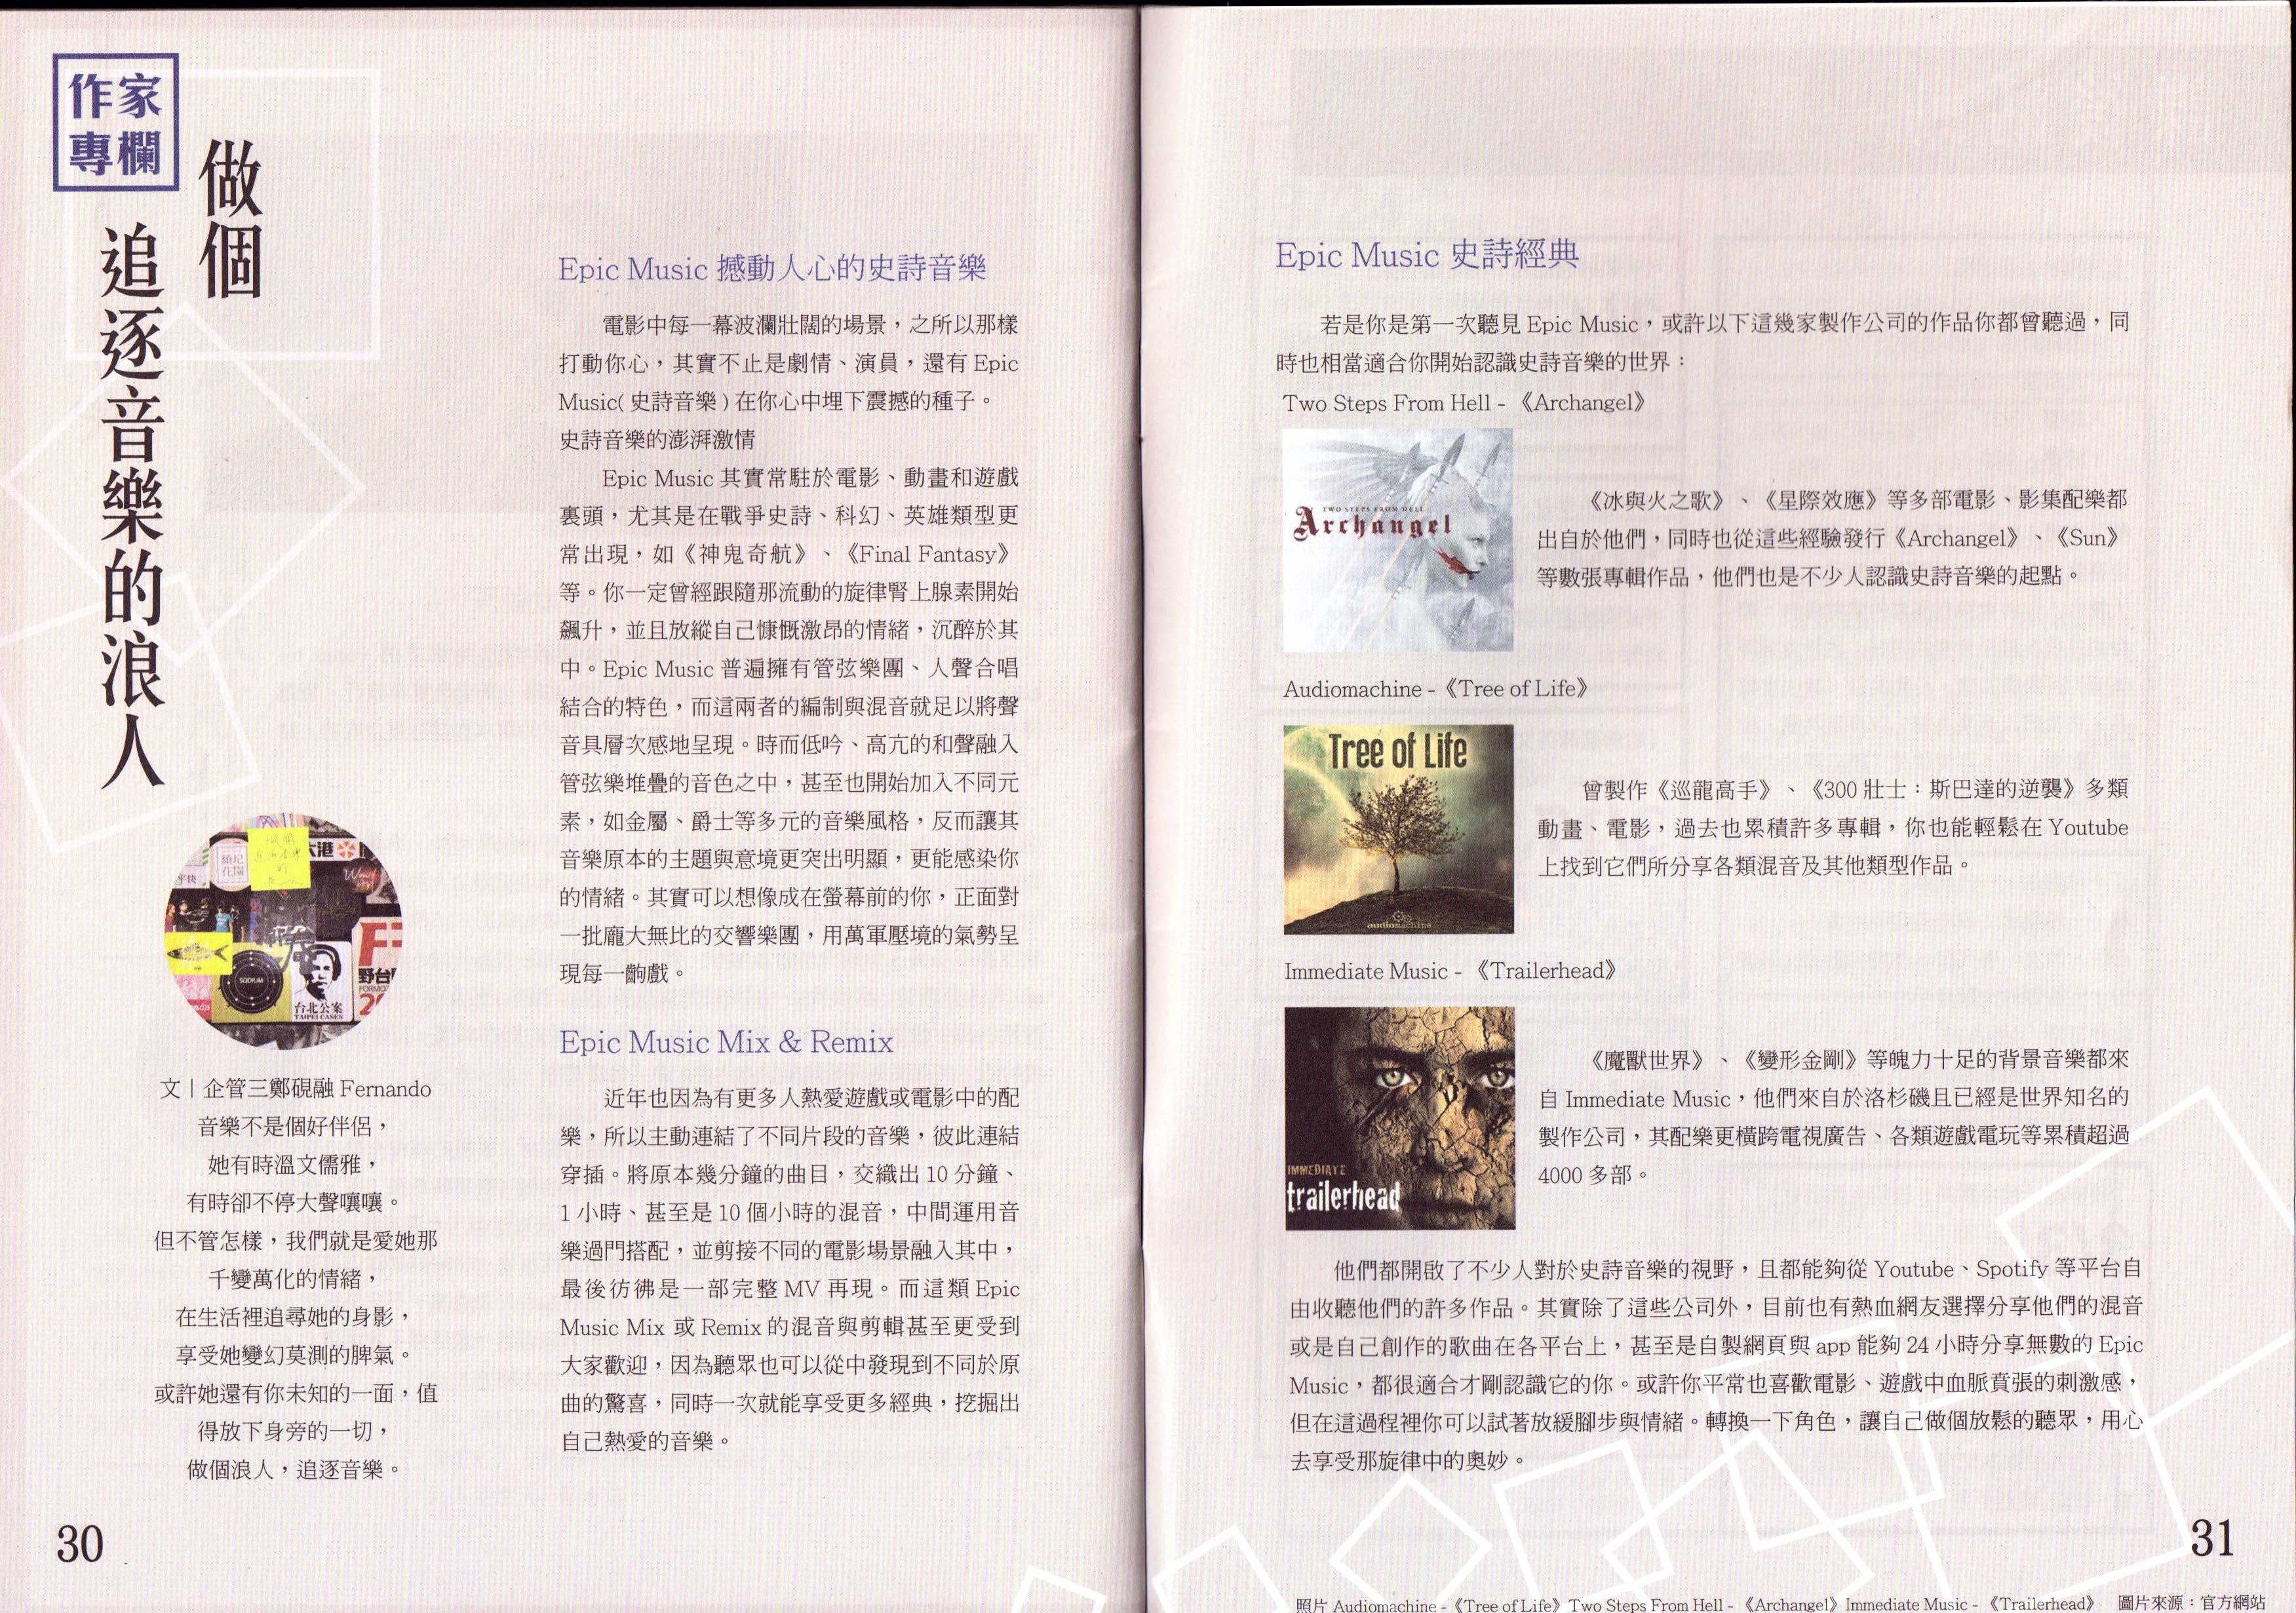 作家
專欄
做個
追逐音樂的浪人
大港
台北公案
TAIPEI CASES
SODIUM
野台
文｜企管三鄭硯融 Fernando
音樂不是個好伴侶，
她有時溫文儒雅，
有時卻不停大聲嚷嚷。
但不管怎樣，我們就是愛她那
千變萬化的情緒，
在生活裡追尋她的身影，
享受她變幻莫測的脾氣。
或許她還有你未知的一面，值
得放下身旁的一切，
做個浪人，追逐音樂。
30
Epic Music 撼動人心的史詩音樂
電影中每一幕波瀾壯闊的場景，之所以那樣
打動你心，其實不止是劇情、演員，還有 Epic
Music( 史詩音樂 ) 在你心中埋下震撼的種子。
史詩音樂的澎湃激情
Epic Music 其實常駐於電影、動畫和遊戲
裏頭，尤其是在戰爭史詩、科幻、英雄類型更
常出現，如《神鬼奇航》、《Final Fantasy》
等。你一定曾經跟隨那流動的旋律腎上腺素開始
飆升，並且放縱自己慷慨激昂的情緒，沉醉於其
中。Epic Music 普遍擁有管弦樂團、人聲合唱
結合的特色，而這兩者的編制與混音就足以將聲
音具層次感地呈現。時而低吟、高亢的和聲融入
管弦樂堆疊的音色之中，甚至也開始加入不同元
素，如金屬、爵士等多元的音樂風格，反而讓其
音樂原本的主題與意境更突出明顯，更能感染你
的情緒。其實可以想像成在螢幕前的你，正面對
一批龐大無比的交響樂團，用萬軍壓境的氣勢呈
現每一齣戲。
Epic Music Mix & Remix
近年也因為有更多人熱愛遊戲或電影中的配
樂，所以主動連結了不同片段的音樂，彼此連結
穿插。將原本幾分鐘的曲目，交織出 10 分鐘、
1 小時、甚至是 10 個小時的混音，中間運用音
樂過門搭配，並剪接不同的電影場景融入其中，
最後彷彿是一部完整 MV 再現。而這類 Epic
Music Mix 或 Remix 的混音與剪輯甚至更受到
大家歡迎，因為聽眾也可以從中發現到不同於原
曲的驚喜，同時一次就能享受更多經典，挖掘出
自己熱愛的音樂。
Epic Music 史詩經典
若是你是第一次聽見 Epic Music，或許以下這幾家製作公司的作品你都曾聽過，同
時也相當適合你開始認識史詩音樂的世界：
Two Steps From Hell - 《Archangel》
TWO STEPS FROM HELL
Archangel
《冰與火之歌》、《星際效應》等多部電影、影集配樂都
出自於他們，同時也從這些經驗發行《Archangel》、《Sun》
等數張專輯作品，他們也是不少人認識史詩音樂的起點。
Audiomachine -《Tree of Life》
Tree of Life
audiomachine
曾製作《巡龍高手》、《300 壯士：斯巴達的逆襲》多類
動畫、電影，過去也累積許多專輯，你也能輕鬆在 Youtube
上找到它們所分享各類混音及其他類型作品。
Immediate Music - 《Trailerhead》
IMMEDIATE
trailerhead
《魔獸世界》、《變形金剛》等魄力十足的背景音樂都來
自 Immediate Music，他們來自於洛杉磯且已經是世界知名的
製作公司，其配樂更橫跨電視廣告、各類遊戲電玩等累積超過
4000 多部。
他們都開啟了不少人對於史詩音樂的視野，且都能夠從 Youtube、Spotify 等平台自
由收聽他們的許多作品。其實除了這些公司外，目前也有熱血網友選擇分享他們的混音
或是自己創作的歌曲在各平台上，甚至是自製網頁與 app 能夠 24 小時分享無數的 Epic
Music，都很適合才剛認識它的你。或許你平常也喜歡電影、遊戲中血脈賁張的刺激感，
但在這過程裡你可以試著放緩腳步與情緒。轉換一下角色，讓自己做個放鬆的聽眾，用心
去享受那旋律中的奧妙。
31
照片 Audiomachine -《Tree of Life》Two Steps From Hell - 《Archangel》Immediate Music - 《Trailerhead》 圖片來源：官方網站